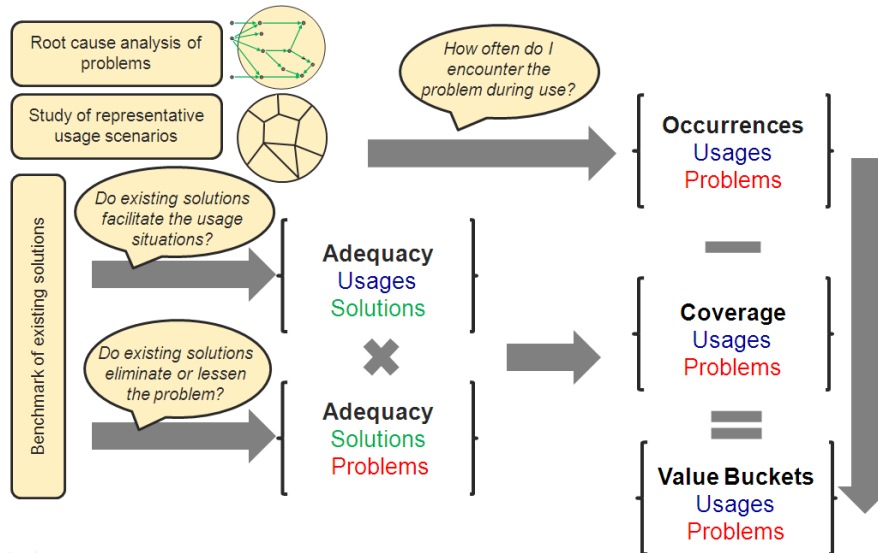 Root cause analysis of
problems
How often do I
encounter the
problem during use?
Study of representative
usage scenarios
Occurrences
Usages
Problems
Benchmark of existing solutions
Do existing solutions
facilitate the usage
situations?
Adequacy
Usages
Solutions
Coverage
Usages
Problems
Do existing solutions
eliminate or lessen
the problem?
Adequacy
Solutions
Problems
Value Buckets
Usages
Problems